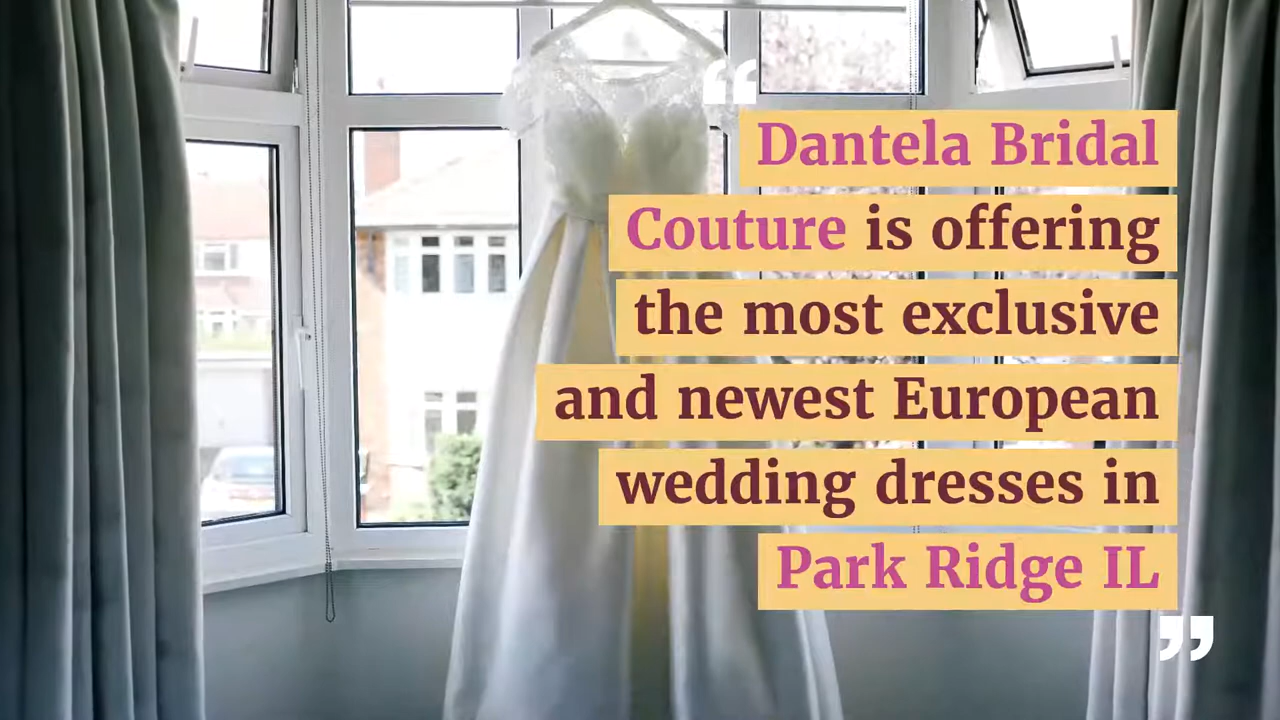 “
Dantela Bridal
Couture is offering
the most exclusive
and newest European
wedding dresses in
Park Ridge IL
”